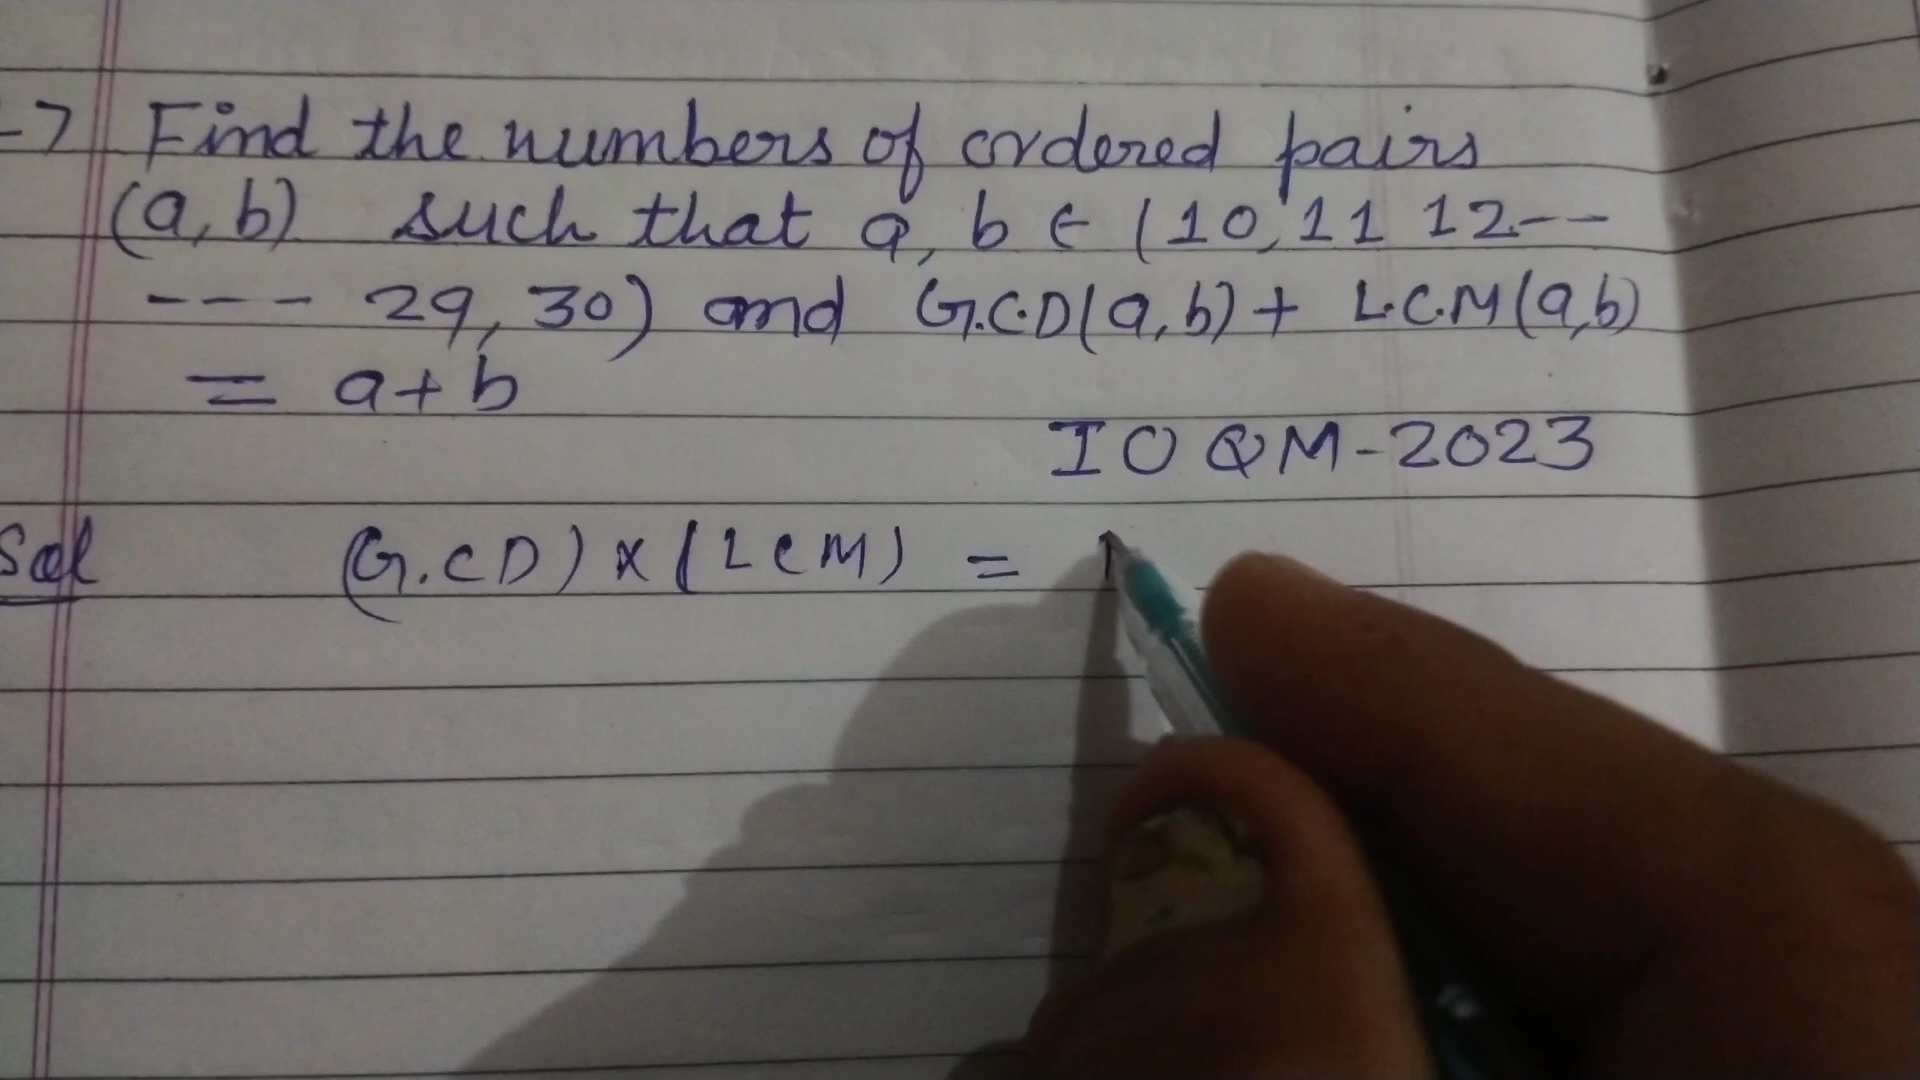 -7 Find the numbers of ordered pairs
(a, b) such that a, b ∈ (10, 11 12 --
---- 29, 30) and G.C.D(a, b) + L.C.M(a,b)
= a + b
IOQM-2023
Sol (G.CD) × (LCM) =